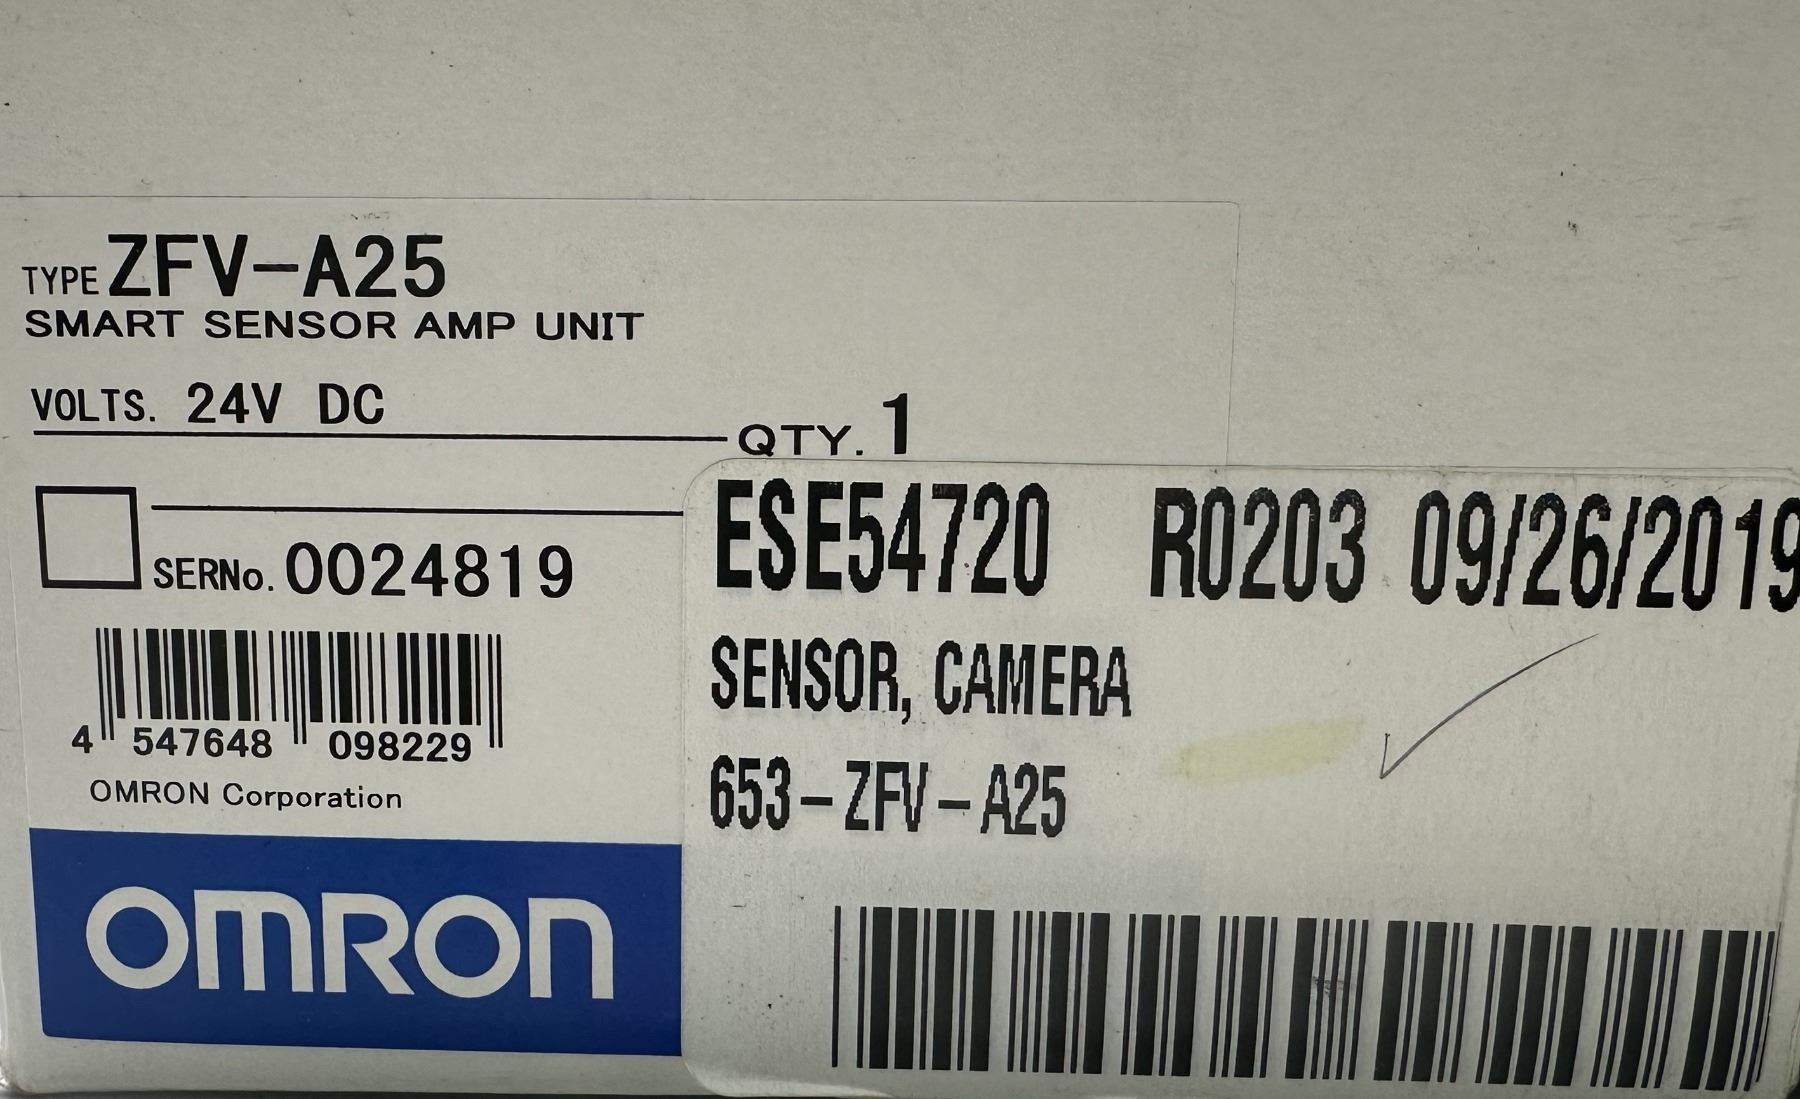 TYPE ZFV-A25
SMART SENSOR AMP UNIT
VOLTS. 24V DC
QTY. 1
SERNo. 0024819
4 547648 098229
OMRON Corporation
OMRON
ESE54720 R0203 09/26/2019
SENSOR, CAMERA
653-ZFV-A25